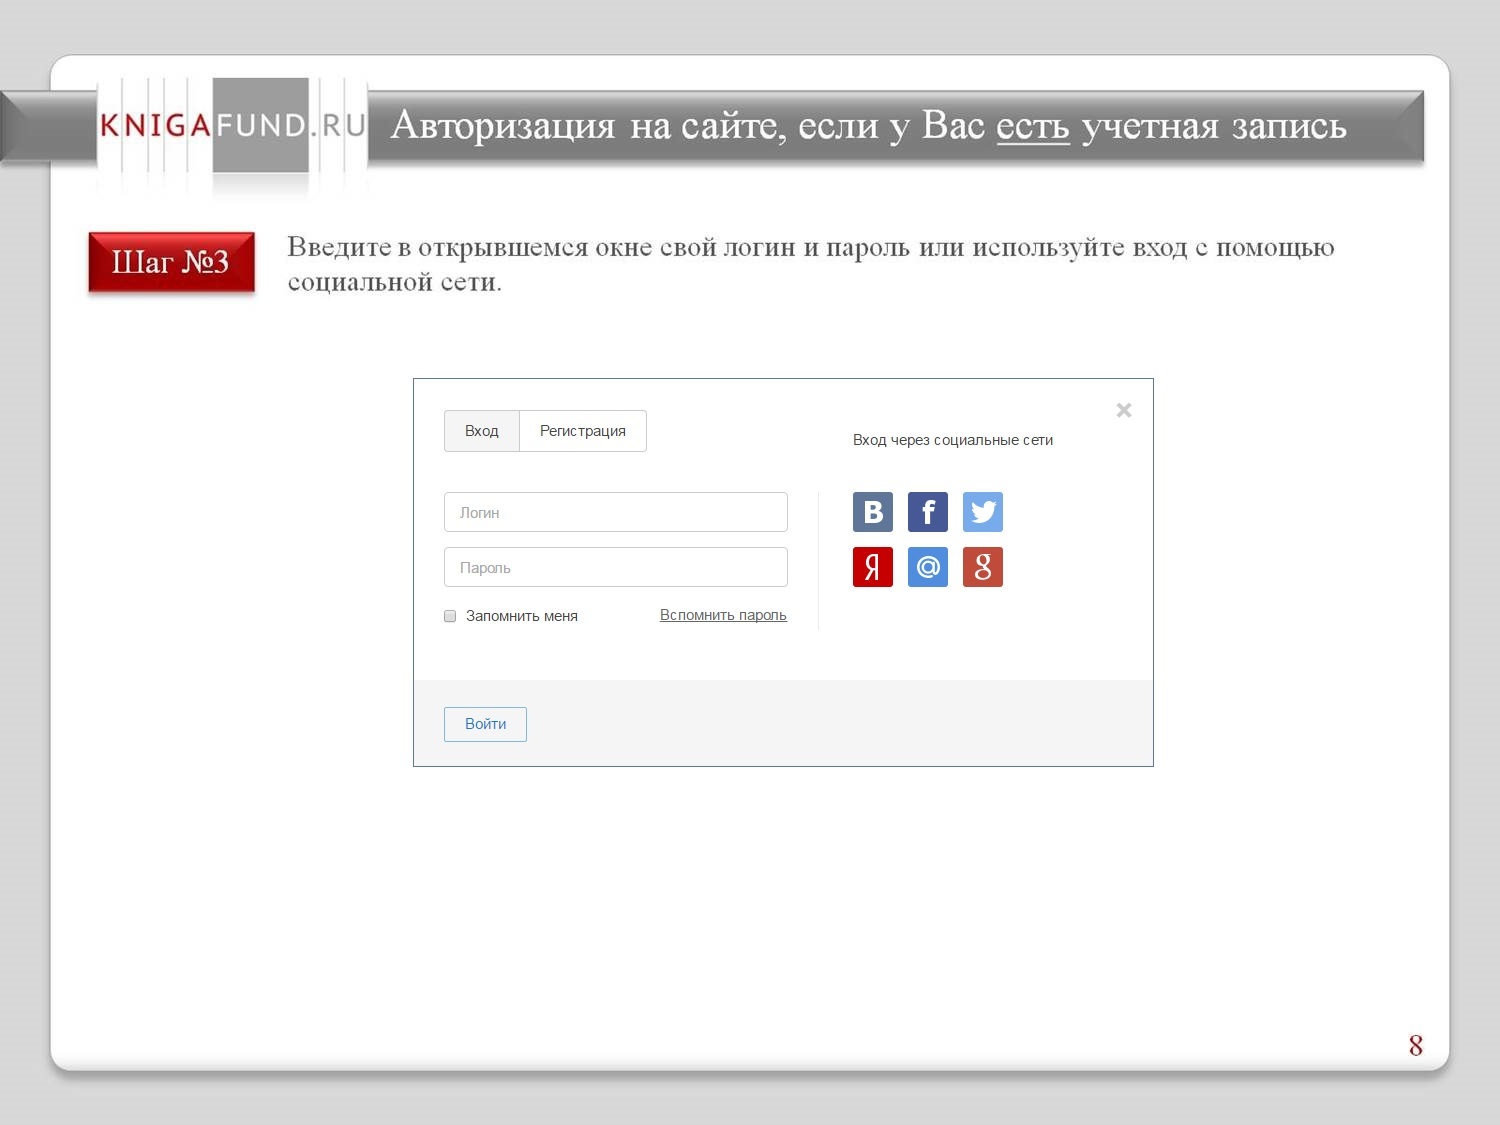 KNIGAFUND.RU
Авторизация на сайте, если у Вас есть учетная запись
Шаг №3
Введите в открывшемся окне свой логин и пароль или используйте вход с помощью
социальной сети.
Вход
Регистрация
Вход через социальные сети
Логин
Пароль
Запомнить меня
Вспомнить пароль
В
f
Я
@
g
Войти
8